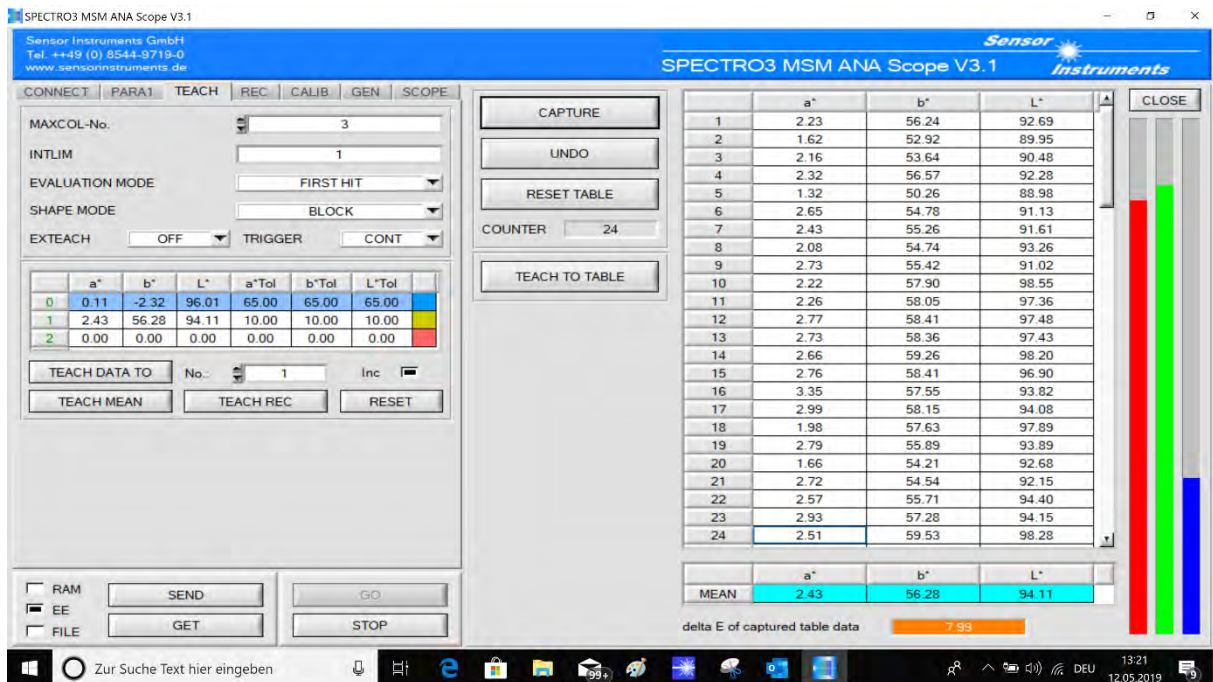 SPECTRO3 MSM ANA Scope V3.1
Sensor Instruments GmbH
Tel. ++49 (0) 8544-9719-0
www.sensorinstruments.de
Sensor
Instruments
SPECTRO3 MSM ANA Scope V3.1
CONNECT PARA1 TEACH REC CALIB GEN SCOPE
MAXCOL-No. 3
INTLIM 1
EVALUATION MODE FIRST HIT
SHAPE MODE BLOCK
EXTEACH OFF TRIGGER CONT
a* b* L* a*Tol b*Tol L*Tol
0 0.11 -2.32 96.01 65.00 65.00 65.00
1 2.43 56.28 94.11 10.00 10.00 10.00
2 0.00 0.00 0.00 0.00 0.00 0.00
TEACH DATA TO No.: 1 Inc
TEACH MEAN TEACH REC RESET
RAM
EE
FILE
SEND GO
GET STOP
CAPTURE
UNDO
RESET TABLE
COUNTER 24
TEACH TO TABLE
a* b* L*
1 2.23 56.24 92.69
2 1.62 52.92 89.95
3 2.16 53.64 90.48
4 2.32 56.57 92.28
5 1.32 50.26 88.98
6 2.65 54.78 91.13
7 2.43 55.26 91.61
8 2.08 54.74 93.26
9 2.73 55.42 91.02
10 2.22 57.90 98.55
11 2.26 58.05 97.36
12 2.77 58.41 97.48
13 2.73 58.36 97.43
14 2.66 59.26 98.20
15 2.76 58.41 96.90
16 3.35 57.55 93.82
17 2.99 58.15 94.08
18 1.98 57.63 97.89
19 2.79 55.89 93.89
20 1.66 54.21 92.68
21 2.72 54.54 92.15
22 2.57 55.71 94.40
23 2.93 57.28 94.15
24 2.51 59.53 98.28
a* b* L*
MEAN 2.43 56.28 94.11
delta E of captured table data 7.99
CLOSE
Zur Suche Text hier eingeben
99+
DEU
13:21
12.05.2019
9